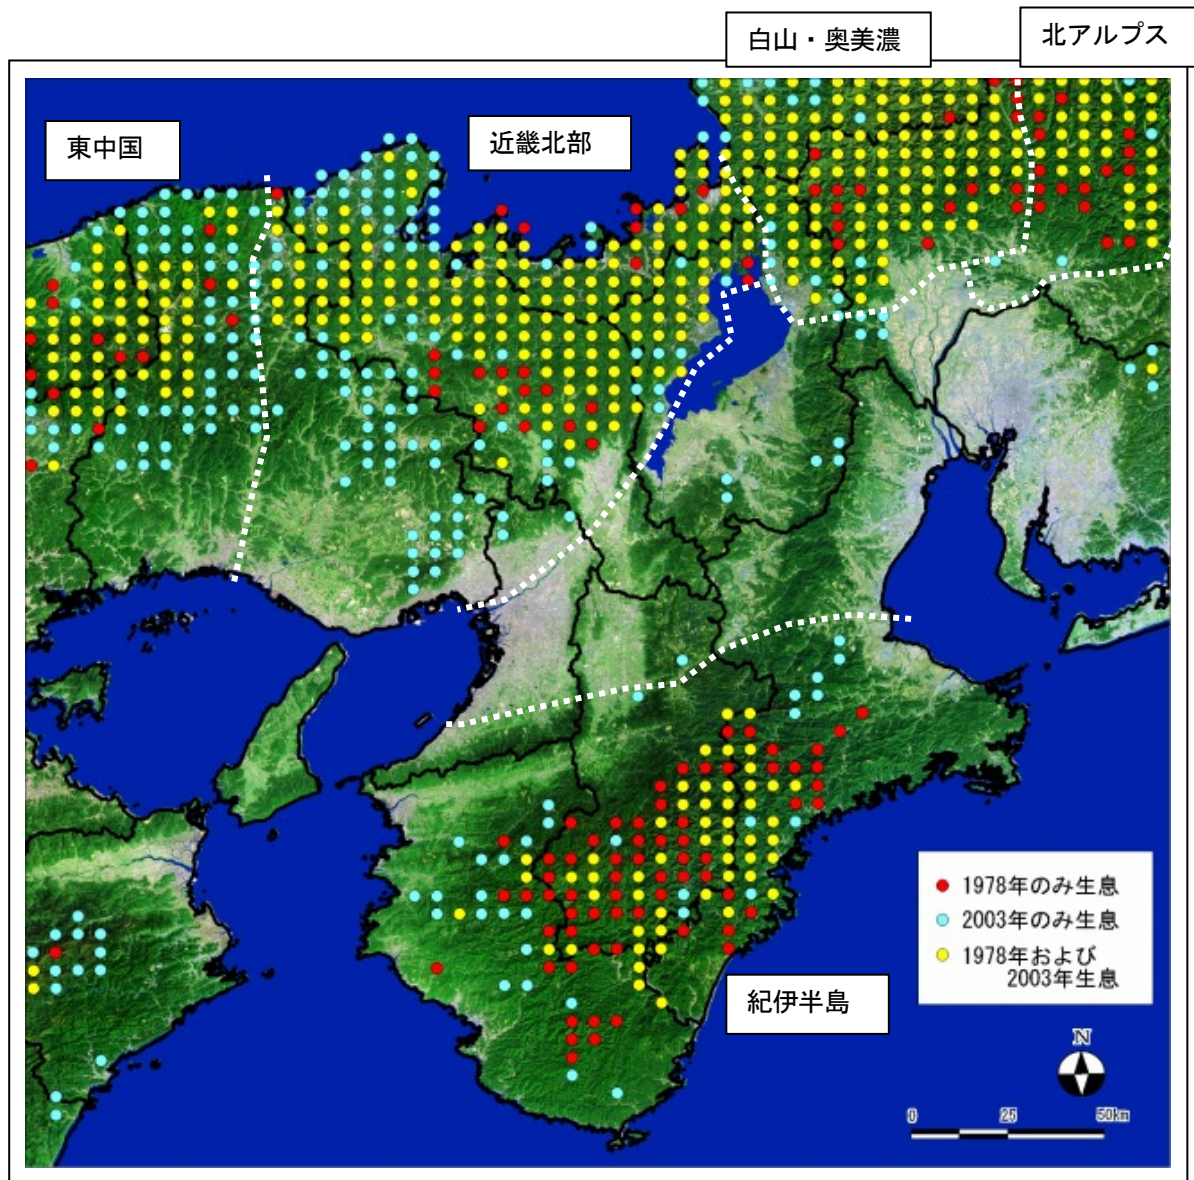 白山・奥美濃
北アルプス
東中国
近畿北部
1978年のみ生息
2003年のみ生息
1978年および
2003年生息
紀伊半島
N
0 25 50km